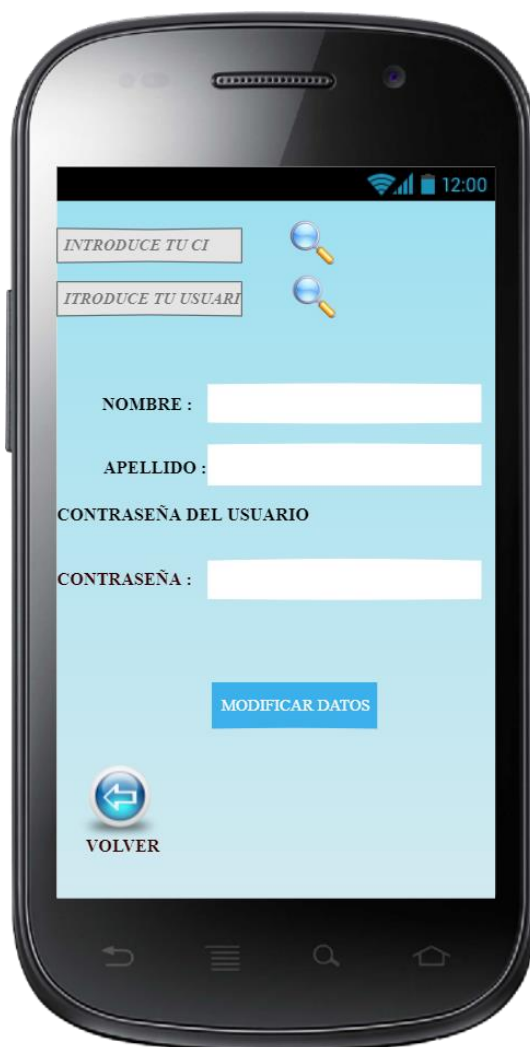 12:00
INTRODUCE TU CI
ITRODUCE TU USUARI
NOMBRE :
APELLIDO :
CONTRASEÑA DEL USUARIO
CONTRASEÑA :
MODIFICAR DATOS
VOLVER